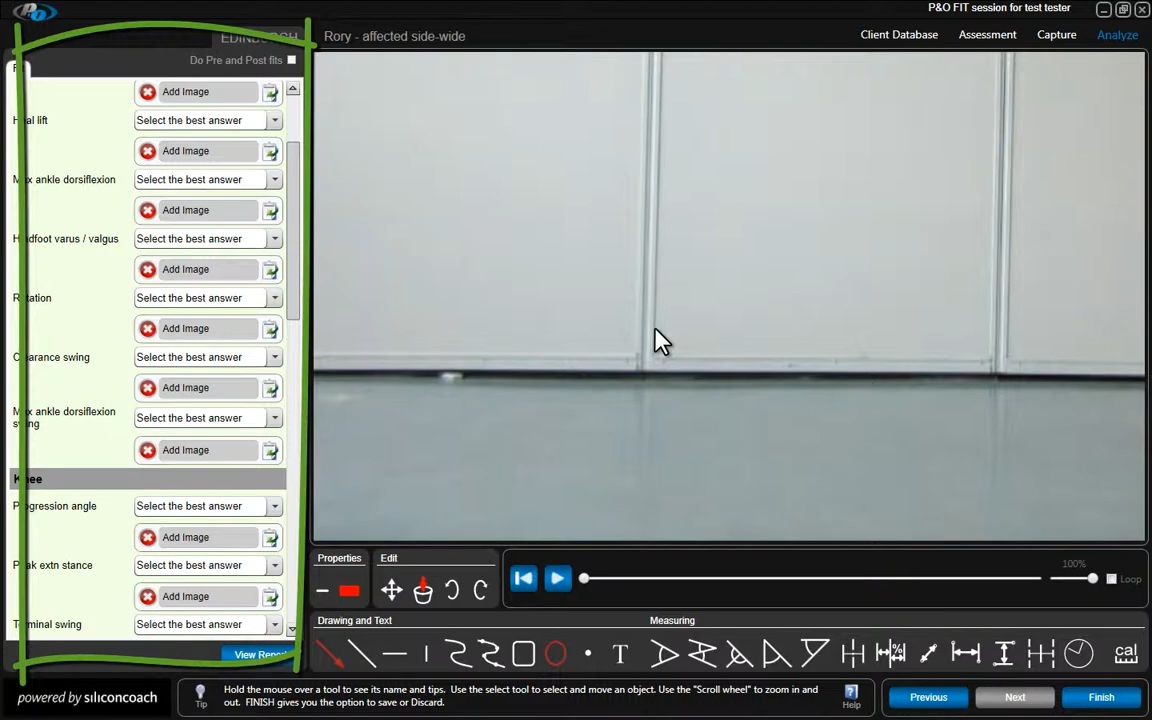 P&O
P&O FIT session for test tester
EDINBURGH
Rory - affected side-wide
Client Database
Assessment
Capture
Analyze
Do Pre and Post fits
Add Image
Select the best answer
Add Image
Max ankle dorsiflexion
Select the best answer
Add Image
Hindfoot varus / valgus
Select the best answer
Add Image
Rotation
Select the best answer
Add Image
Clearance swing
Select the best answer
Add Image
Max ankle dorsiflexion
swing
Select the best answer
Add Image
Knee
Progression angle
Select the best answer
Add Image
Peak extn stance
Select the best answer
Add Image
Terminal swing
Select the best answer
View Report
Properties
Edit
100%
Loop
Drawing and Text
Measuring
T
%
cal
powered by siliconcoach
Tip
Hold the mouse over a tool to see its name and tips. Use the select tool to select and move an object. Use the "Scroll wheel" to zoom in and
out. FINISH gives you the option to save or Discard.
?
Help
Previous
Next
Finish